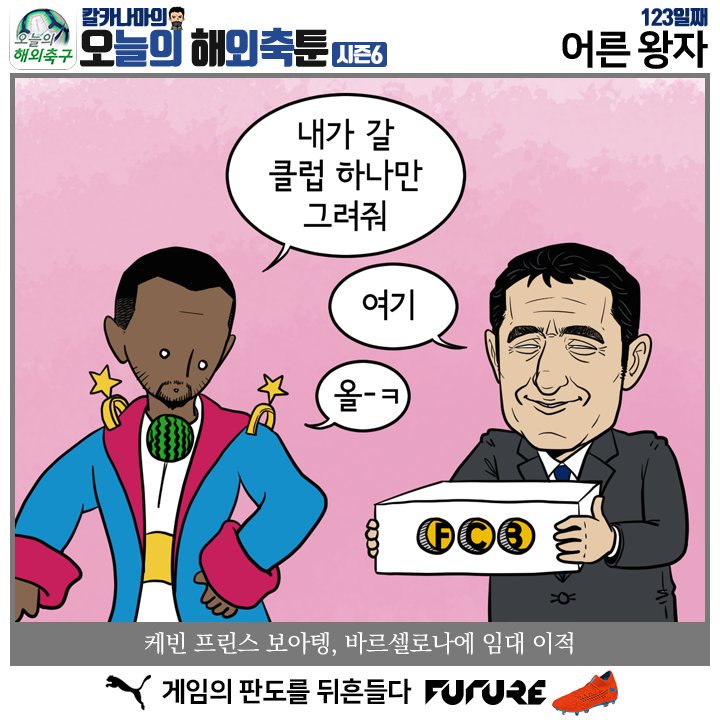 오늘의
해외축구
칼카나마의
오늘의 해외축툰 시즌6
123일째
어른 왕자
내가 갈
클럽 하나만
그려줘
여기
올-ㅋ
FCB
케빈 프린스 보아텡, 바르셀로나에 임대 이적
게임의 판도를 뒤흔들다 FUTURE